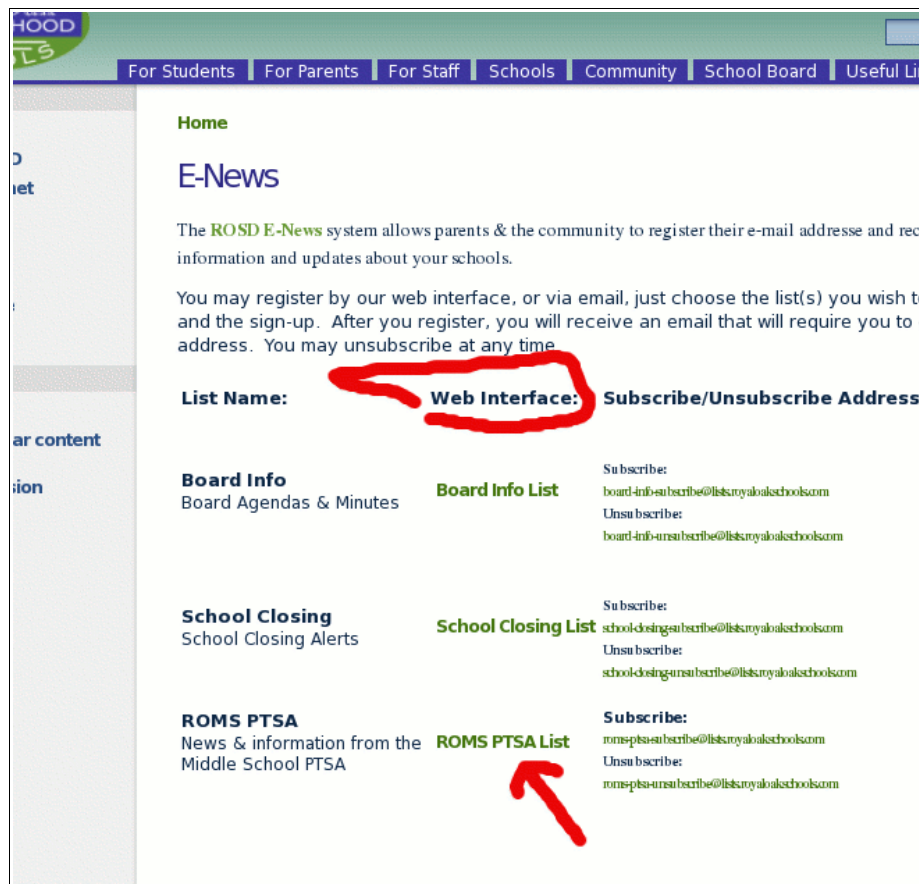 HOOD
OLS
For Students For Parents For Staff Schools Community School Board Useful Li
Home
E-News
The ROSD E-News system allows parents & the community to register their e-mail addresse and rec
information and updates about your schools.
You may register by our web interface, or via email, just choose the list(s) you wish t
and the sign-up. After you register, you will receive an email that will require you to
address. You may unsubscribe at any time
List Name: Web Interface: Subscribe/Unsubscribe Address
net
ar content
sion
Board Info
Board Agendas & Minutes
Board Info List
Subscribe:
board-info-subscribe@lists.royaloakschools.com
Unsubscribe:
board-info-unsubscribe@lists.royaloakschools.com
School Closing
School Closing Alerts
School Closing List
Subscribe:
school-closing-subscribe@lists.royaloakschools.com
Unsubscribe:
school-closing-unsubscribe@lists.royaloakschools.com
ROMS PTSA
News & information from the
Middle School PTSA
ROMS PTSA List
Subscribe:
roms-ptsa-subscribe@lists.royaloakschools.com
Unsubscribe:
roms-ptsa-unsubscribe@lists.royaloakschools.com